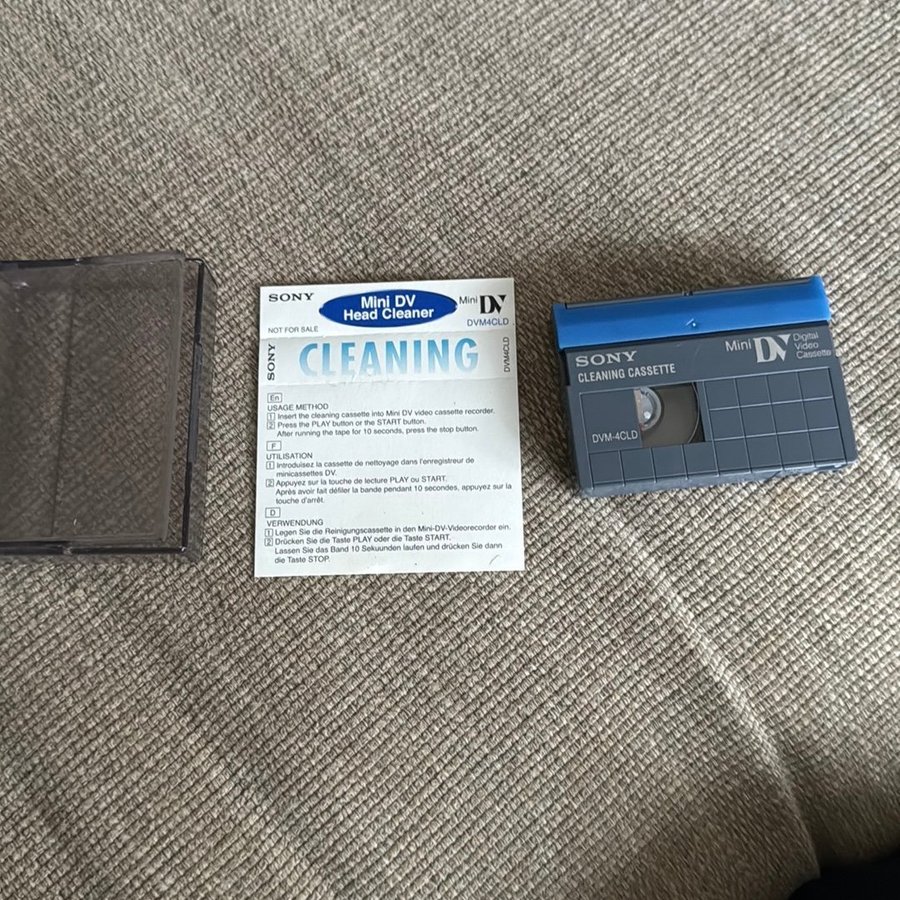 SONY
Mini DV
Head Cleaner
Mini DV
NOT FOR SALE
DVM4CLD
SONY
CLEANING
DVM4CLD
En
USAGE METHOD
1 Insert the cleaning cassette into Mini DV video cassette recorder.
2 Press the PLAY button or the START button.
After running the tape for 10 seconds, press the stop button.
F
UTILISATION
1 Introduisez la cassette de nettoyage dans l'enregistreur de
minicassettes DV.
2 Appuyez sur la touche de lecture PLAY ou START.
Après avoir fait défiler la bande pendant 10 secondes, appuyez sur la
touche d'arrêt.
D
VERWENDUNG
1 Legen Sie die Reinigungscassette in den Mini-DV-Videorecorder ein.
2 Drücken Sie die Taste PLAY oder die Taste START.
Lassen Sie das Band 10 Sekuunden laufen und drücken Sie dann
die Taste STOP.
SONY
CLEANING CASSETTE
Mini DV
Digital
Video
Cassette
DVM-4CLD